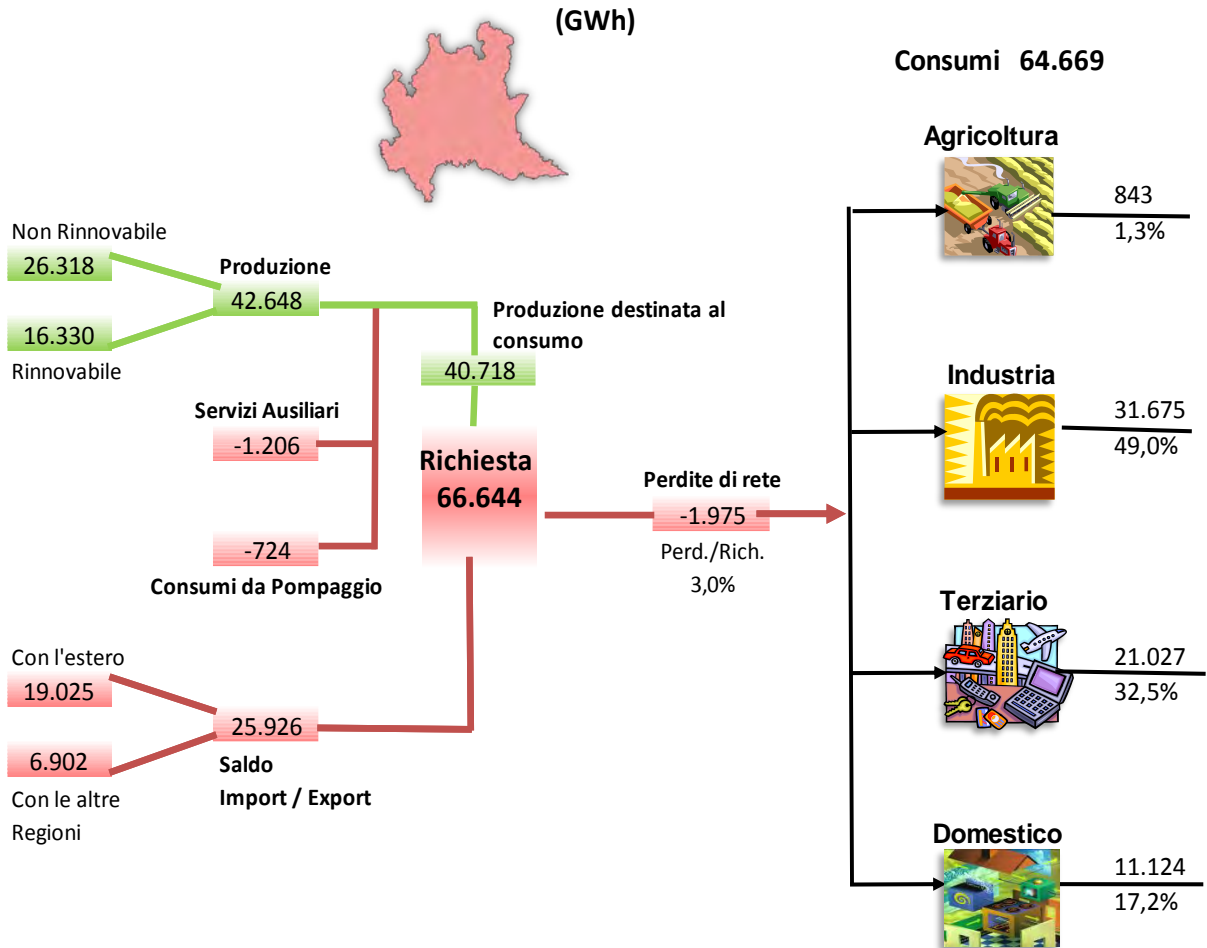 (GWh)
Consumi 64.669
Agricoltura
843
1,3%
Non Rinnovabile
26.318
Produzione
42.648
16.330
Rinnovabile
Produzione destinata al
consumo
40.718
Servizi Ausiliari
-1.206
Richiesta
66.644
-724
Consumi da Pompaggio
Perdite di rete
-1.975
Perd./Rich.
3,0%
Industria
31.675
49,0%
Terziario
21.027
32,5%
Con l'estero
19.025
25.926
6.902
Saldo
Import / Export
Con le altre
Regioni
Domestico
11.124
17,2%